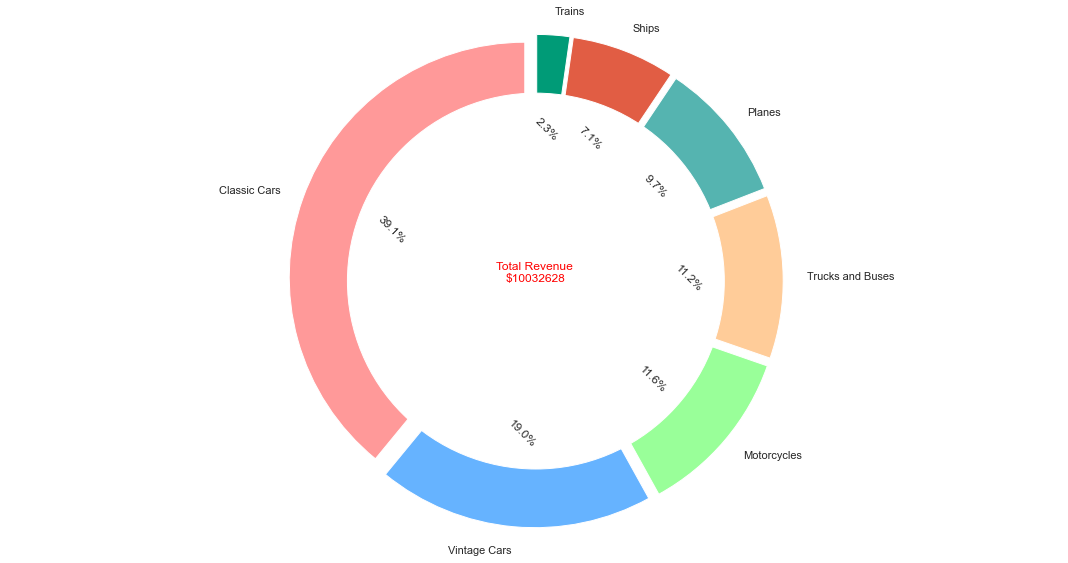 Trains
Ships
Planes
Classic Cars
Trucks and Buses
Motorcycles
Vintage Cars
2.3%
7.1%
9.7%
39.1%
11.2%
11.6%
19.0%
Total Revenue
$10032628